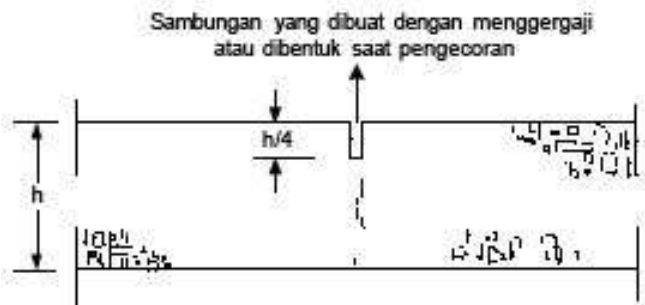 Sambungan yang dibuat dengan menggergaji
atau dibentuk saat pengecoran
h/4
h